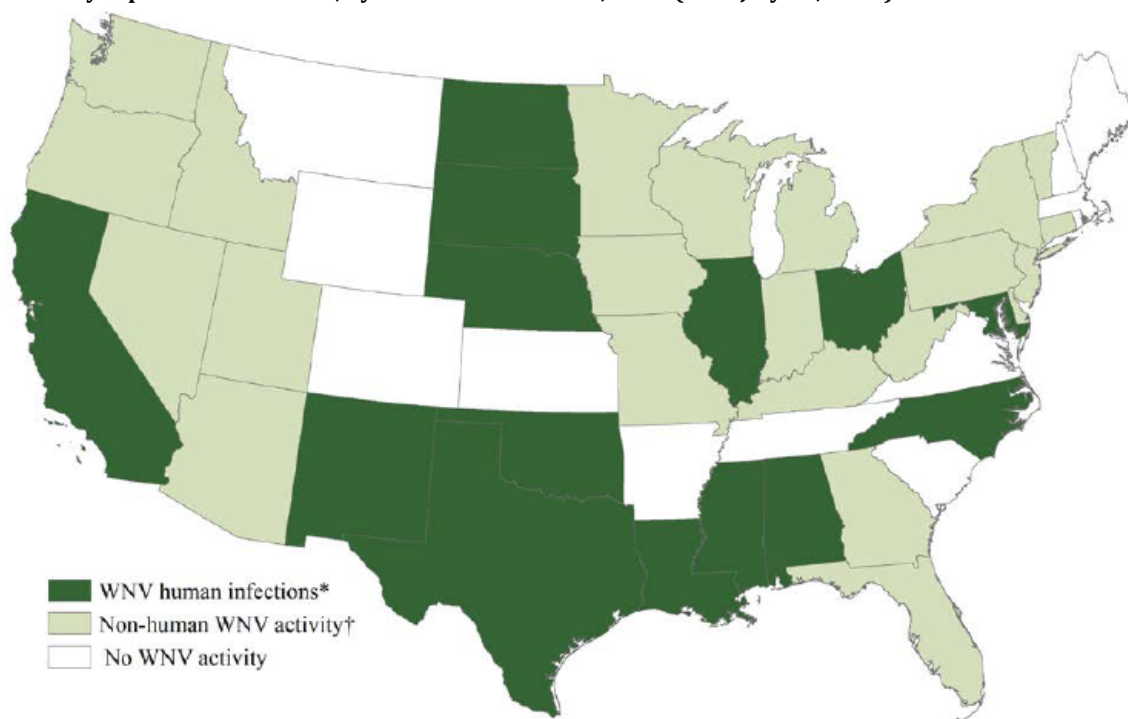 WNV human infections*
Non-human WNV activity†
No WNV activity